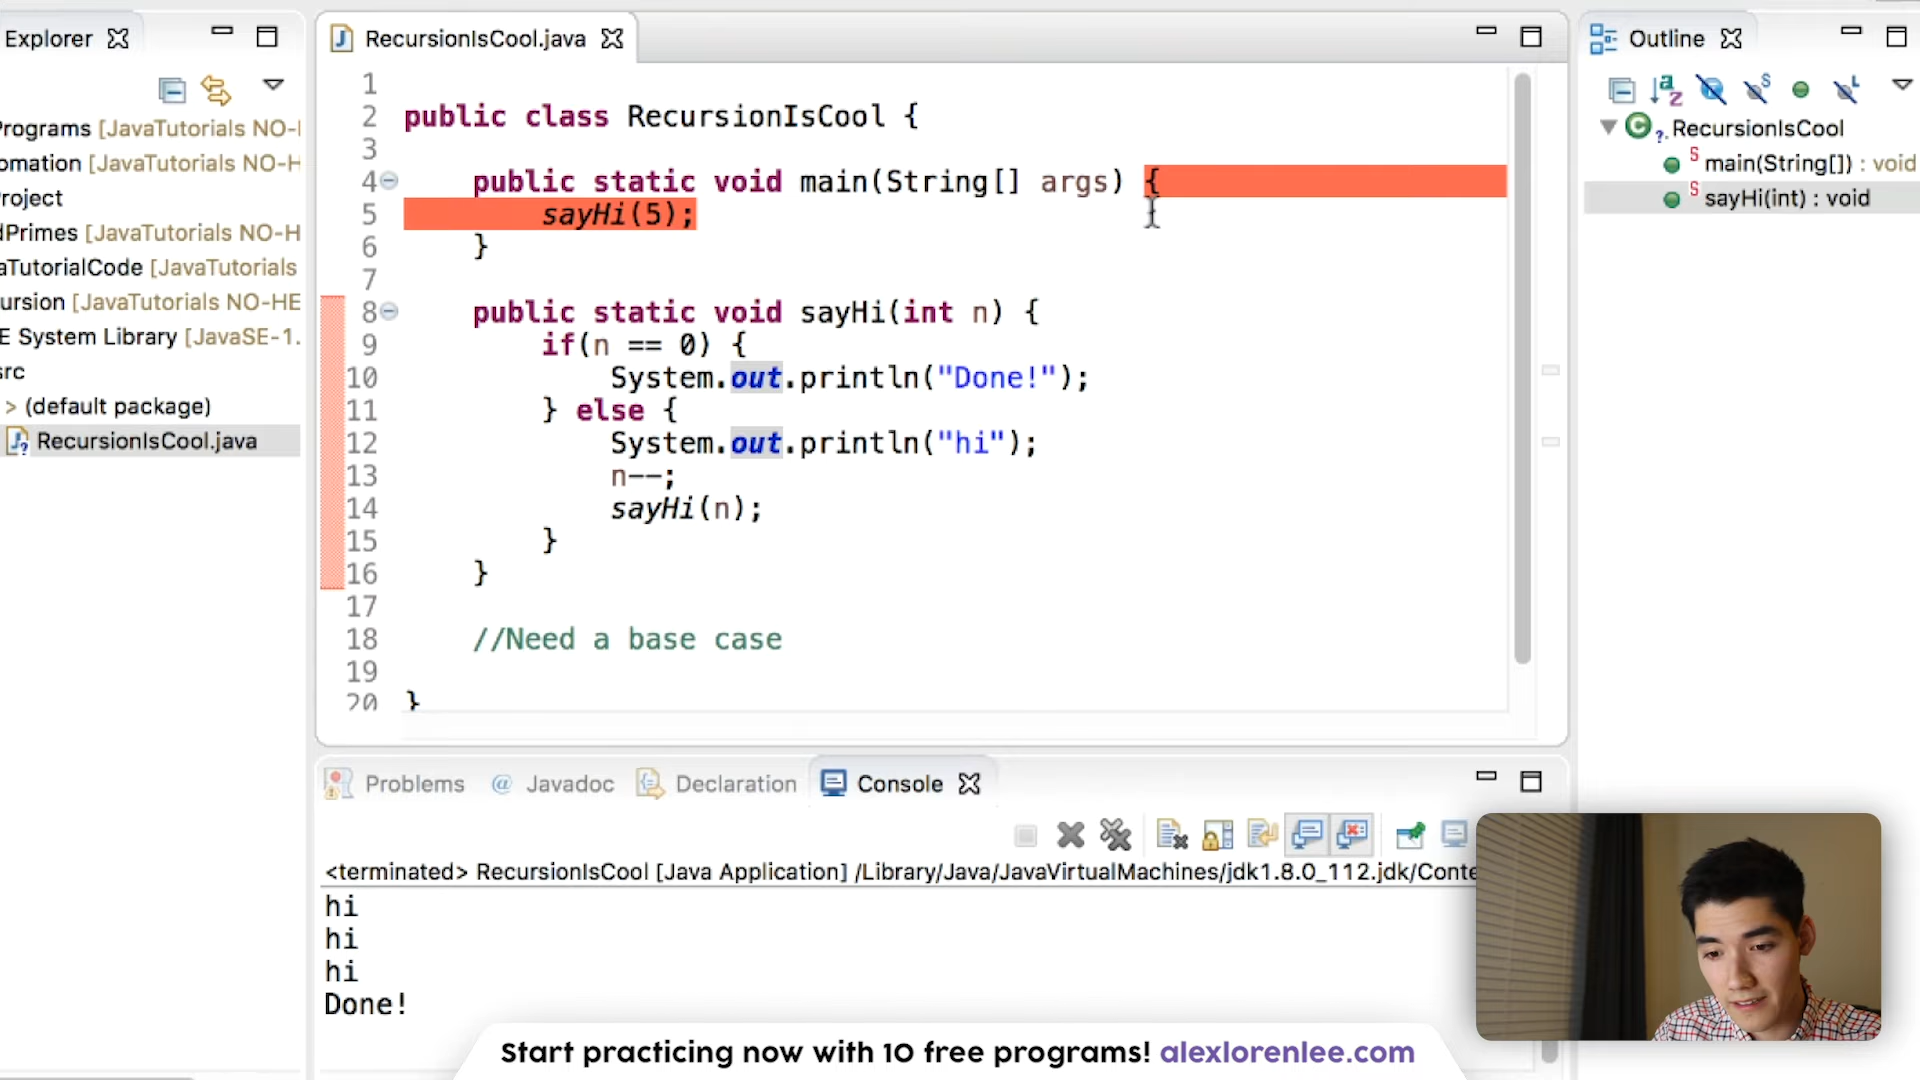 Explorer
Programs [JavaTutorials NO-H
omation [JavaTutorials NO-H
Project
dPrimes [JavaTutorials NO-H
aTutorialCode [JavaTutorials
ursion [JavaTutorials NO-HE
E System Library [JavaSE-1.
src
> (default package)
RecursionIsCool.java
RecursionIsCool.java
1
2 public class RecursionIsCool {
3
4 public static void main(String[] args) {
5 sayHi(5);
6 }
7
8 public static void sayHi(int n) {
9 if(n == 0) {
10 System.out.println("Done!");
11 } else {
12 System.out.println("hi");
13 n--;
14 sayHi(n);
15 }
16 }
17
18 //Need a base case
19
20 }
Outline
RecursionIsCool
main(String[]) : void
sayHi(int) : void
Problems @ Javadoc Declaration Console
<terminated> RecursionIsCool [Java Application] /Library/Java/JavaVirtualMachines/jdk1.8.0_112.jdk/Conte
hi
hi
hi
Done!
Start practicing now with 10 free programs! alexlorenlee.com